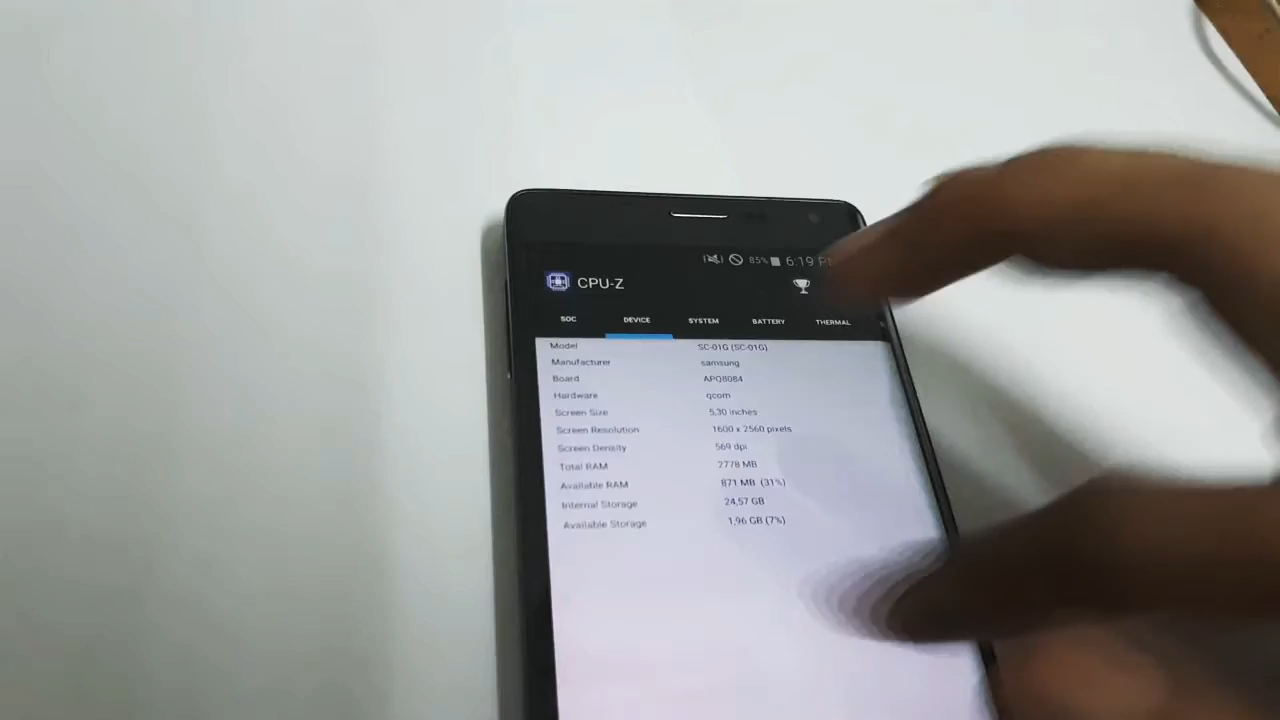 85% 6:19 P
CPU-Z
SOC DEVICE SYSTEM BATTERY THERMAL
Model SC-01G (SC-01G)
Manufacturer samsung
Board APQ8084
Hardware qcom
Screen Size 5,30 inches
Screen Resolution 1600 x 2560 pixels
Screen Density 569 dpi
Total RAM 2778 MB
Available RAM 871 MB (31%)
Internal Storage 24,57 GB
Available Storage 1,96 GB (7%)